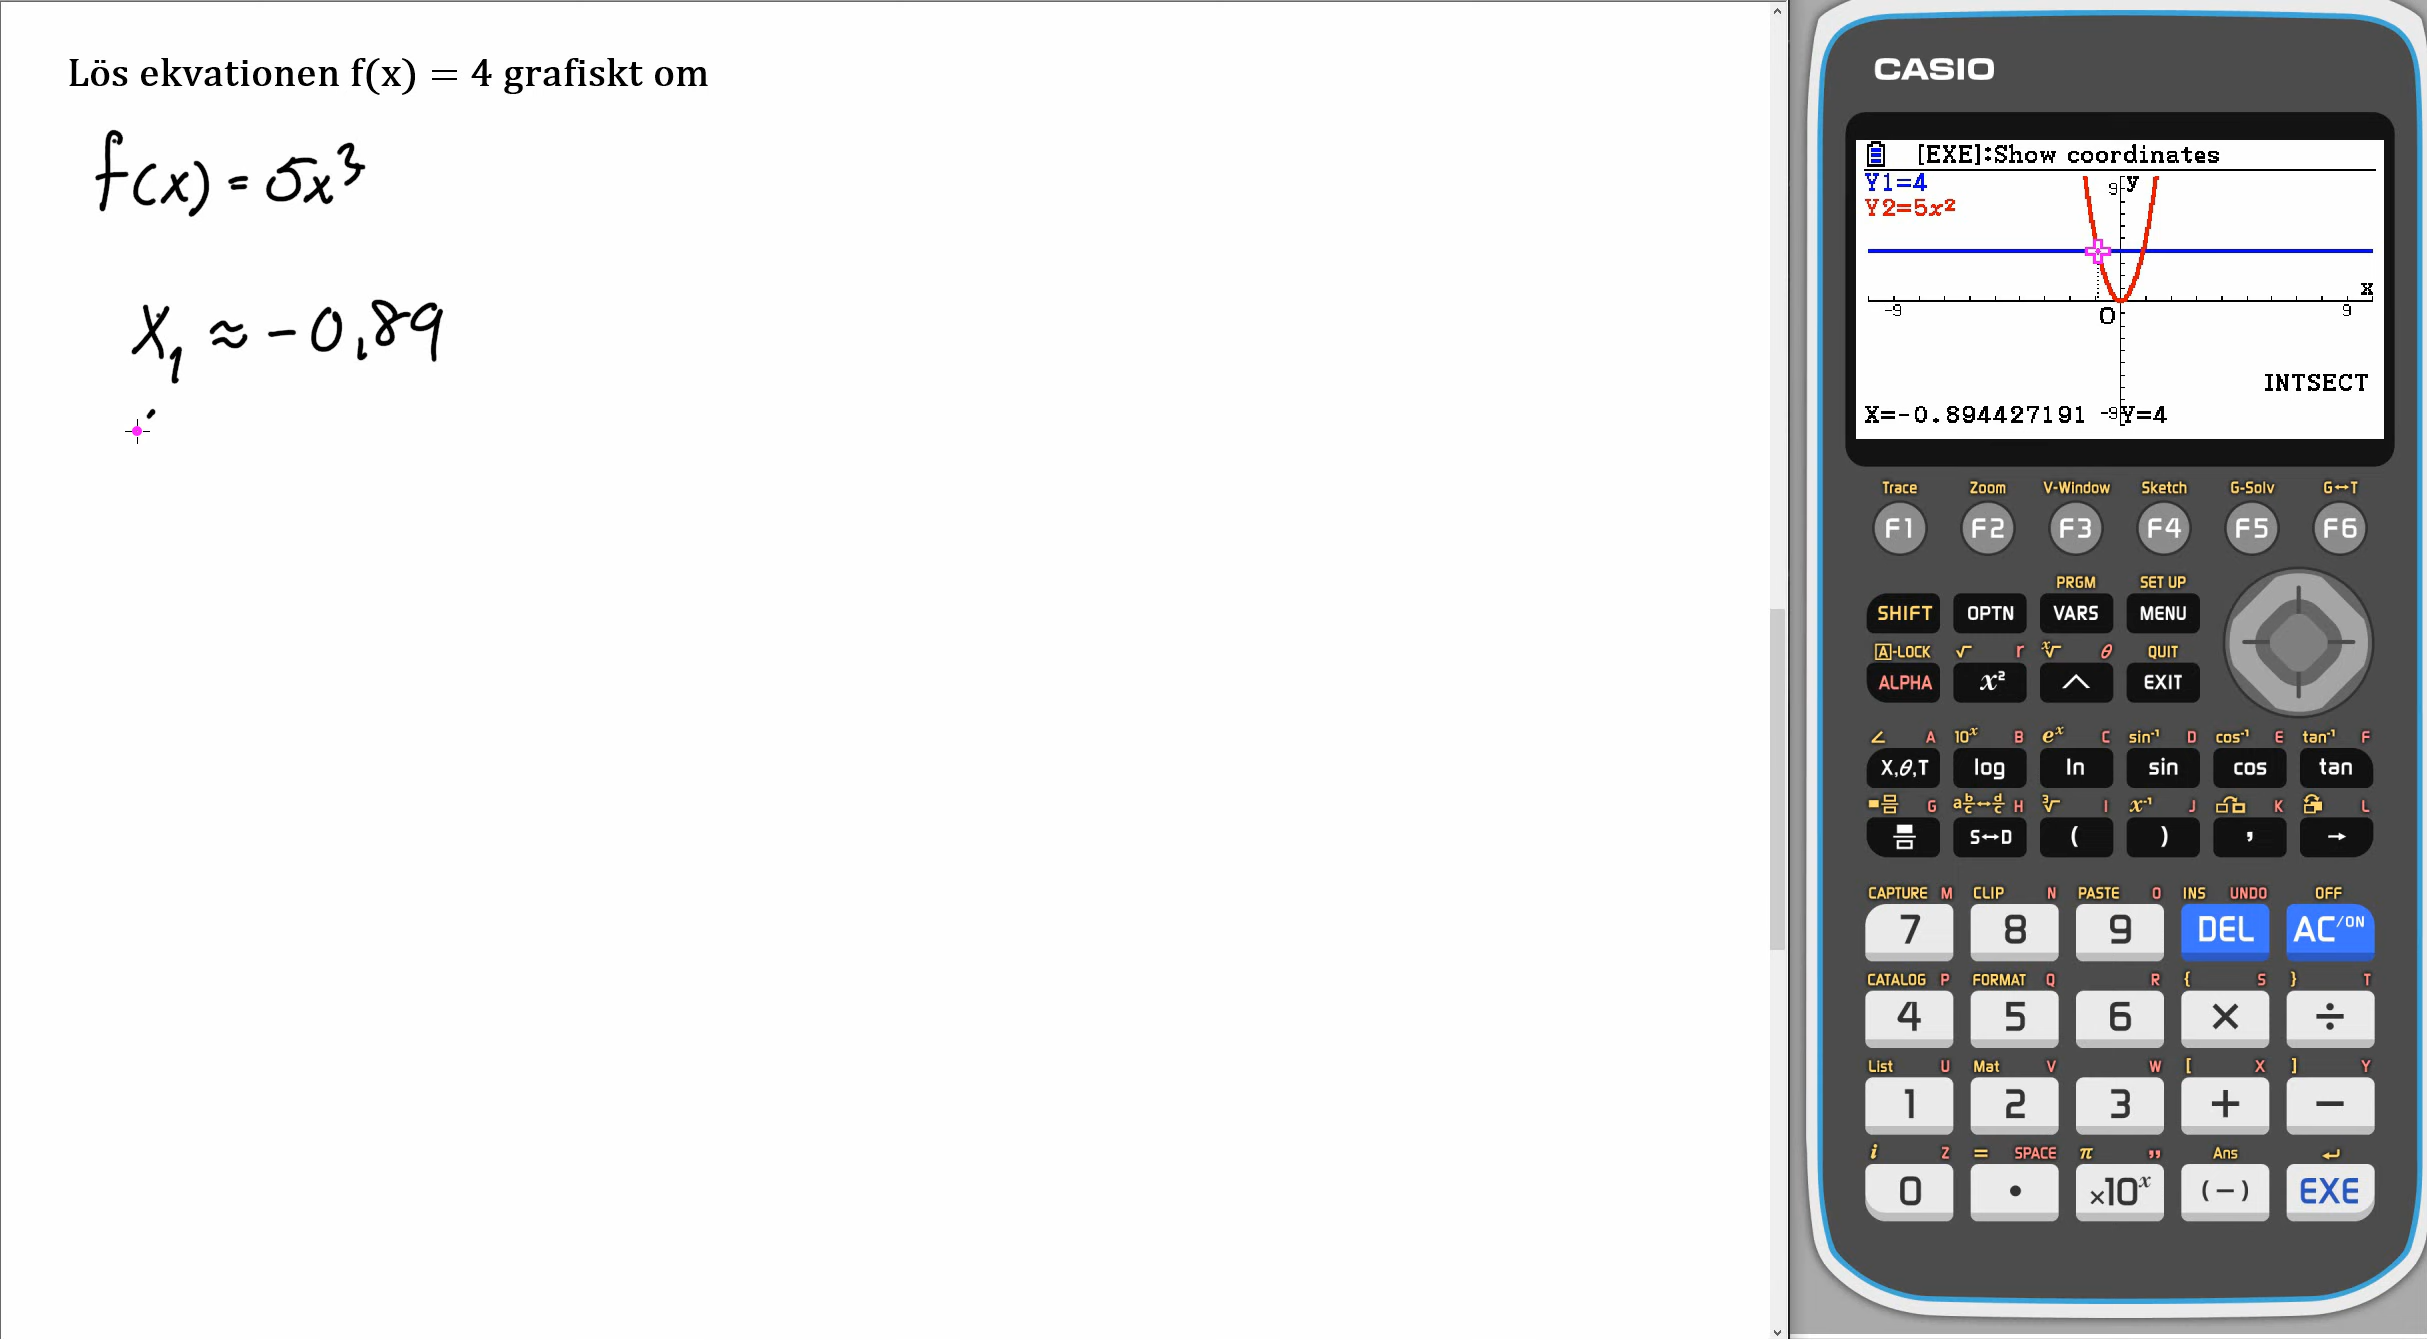 Lös ekvationen f(x) = 4 grafiskt om
f(x) = 5x³
x₁ ≈ -0,89
CASIO
[EXE]:Show coordinates
Y1=4
Y2=5x²
9 y
x
-9 O 9
INTSECT
X=-0.894427191 -9 Y=4
Trace Zoom V-Window Sketch G-Solv G↔T
F1 F2 F3 F4 F5 F6
PRGM SET UP
SHIFT OPTN VARS MENU
A-LOCK √ r ˣ√ θ QUIT
ALPHA x² ^ EXIT
∠ A 10ˣ B eˣ C sin⁻¹ D cos⁻¹ E tan⁻¹ F
X,θ,T log ln sin cos tan
G a b/c↔d/c H ³√ I x⁻¹ J K L
S↔D ( ) , →
CAPTURE M CLIP N PASTE O INS UNDO OFF
7 8 9 DEL AC/ON
CATALOG P FORMAT Q R { S } T
4 5 6 × ÷
List U Mat V W [ X ] Y
1 2 3 + −
i Z = SPACE π " Ans ↵
0 • ×10ˣ (−) EXE